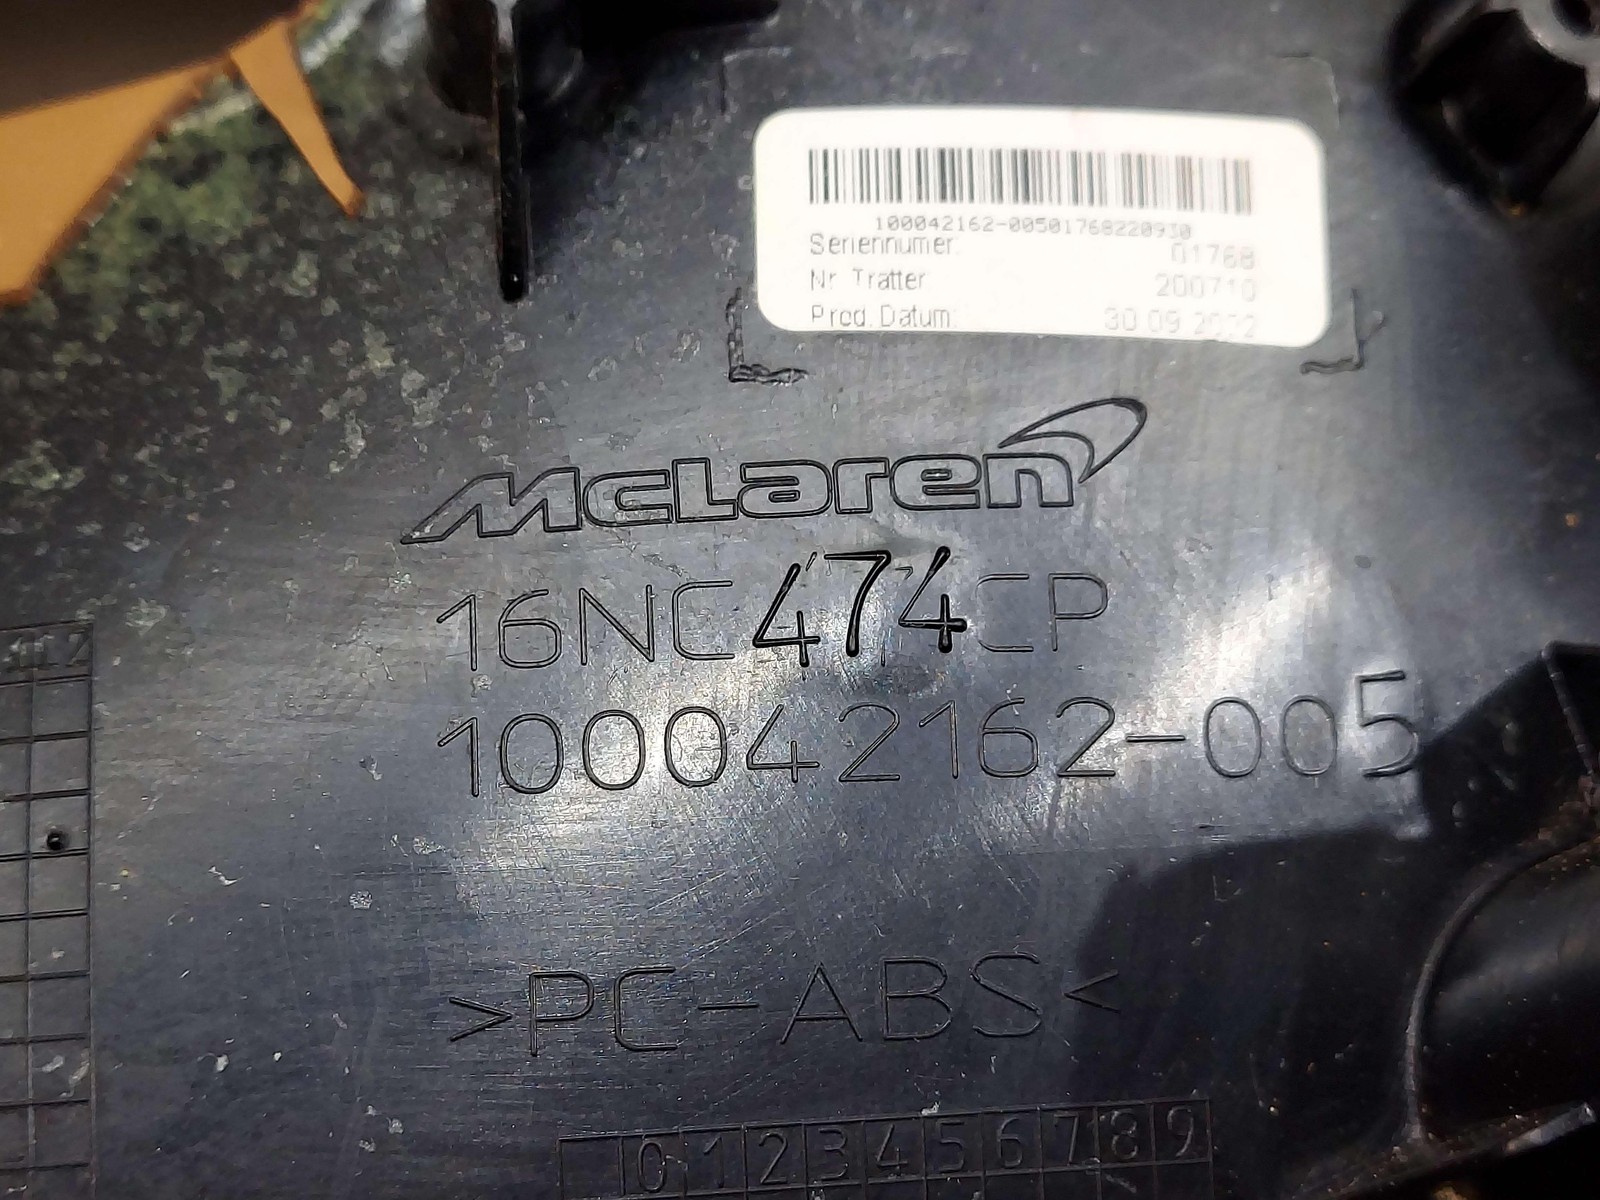 100042162-00501768220930
Seriennumer: 01768
Nr. Tratter 200710
Prod. Datum: 30.09.2022
McLaren
16NC474CP
100042162-005
>PC-ABS<
0 1 2 3 4 5 6 7 8 9